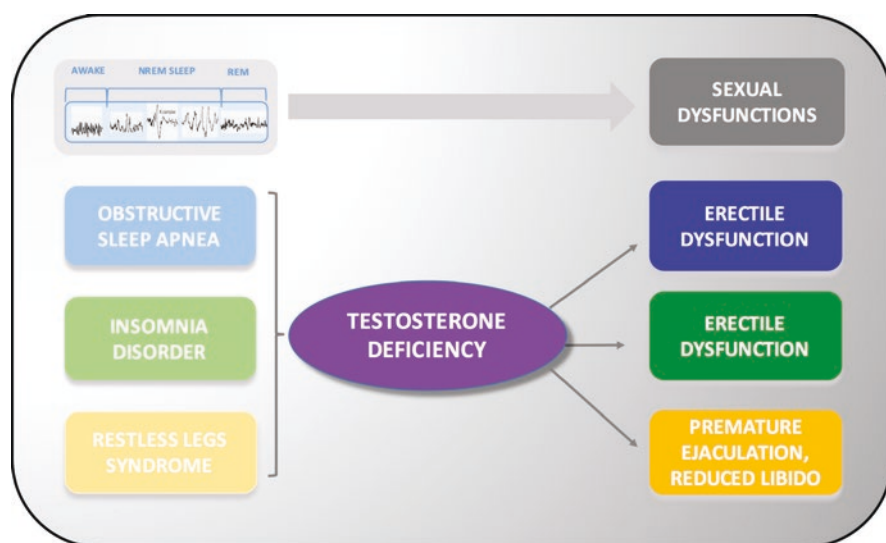 AWAKE NREM SLEEP REM
K complex
SEXUAL
DYSFUNCTIONS
OBSTRUCTIVE
SLEEP APNEA
ERECTILE
DYSFUNCTION
INSOMNIA
DISORDER
TESTOSTERONE
DEFICIENCY
ERECTILE
DYSFUNCTION
RESTLESS LEGS
SYNDROME
PREMATURE
EJACULATION,
REDUCED LIBIDO